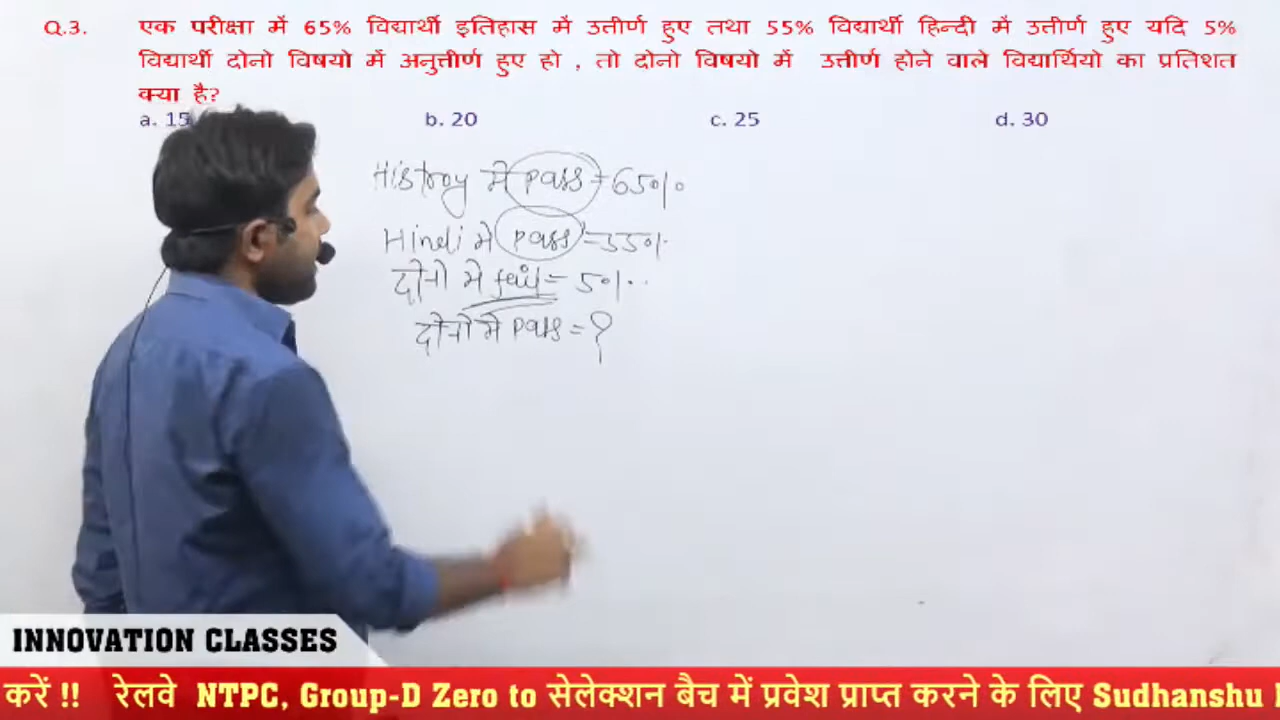 Q.3. एक परीक्षा में 65% विद्यार्थी इतिहास में उत्तीर्ण हुए तथा 55% विद्यार्थी हिन्दी में उत्तीर्ण हुए यदि 5%
विद्यार्थी दोनो विषयो में अनुत्तीर्ण हुए हो , तो दोनो विषयो में उत्तीर्ण होने वाले विद्यार्थियो का प्रतिशत
क्या है?
a. 15 b. 20 c. 25 d. 30
Histroy मे pass = 65%
Hindi मे pass = 55%
दोनो मे fail = 5%
दोनो मे pass = ?
INNOVATION CLASSES
करें !! रेलवे NTPC, Group-D Zero to सेलेक्शन बैच में प्रवेश प्राप्त करने के लिए Sudhanshu